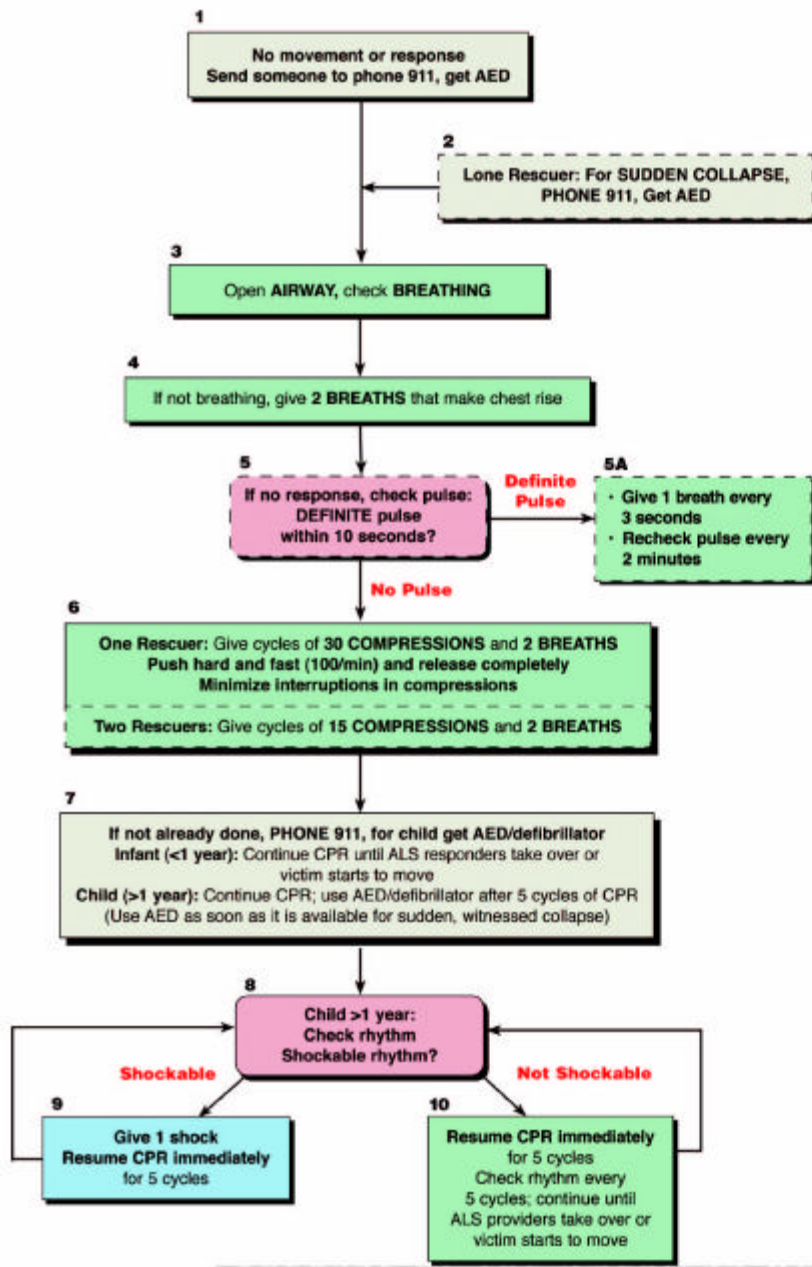 1
No movement or response
Send someone to phone 911, get AED
2
Lone Rescuer: For SUDDEN COLLAPSE,
PHONE 911, Get AED
3
Open AIRWAY, check BREATHING
4
If not breathing, give 2 BREATHS that make chest rise
5
If no response, check pulse:
DEFINITE pulse
within 10 seconds?
Definite
Pulse
5A
· Give 1 breath every
3 seconds
· Recheck pulse every
2 minutes
No Pulse
6
One Rescuer: Give cycles of 30 COMPRESSIONS and 2 BREATHS
Push hard and fast (100/min) and release completely
Minimize interruptions in compressions
Two Rescuers: Give cycles of 15 COMPRESSIONS and 2 BREATHS
7
If not already done, PHONE 911, for child get AED/defibrillator
Infant (<1 year): Continue CPR until ALS responders take over or
victim starts to move
Child (>1 year): Continue CPR; use AED/defibrillator after 5 cycles of CPR
(Use AED as soon as it is available for sudden, witnessed collapse)
8
Child >1 year:
Check rhythm
Shockable rhythm?
Shockable
Not Shockable
9
Give 1 shock
Resume CPR immediately
for 5 cycles
10
Resume CPR immediately
for 5 cycles
Check rhythm every
5 cycles; continue until
ALS providers take over or
victim starts to move